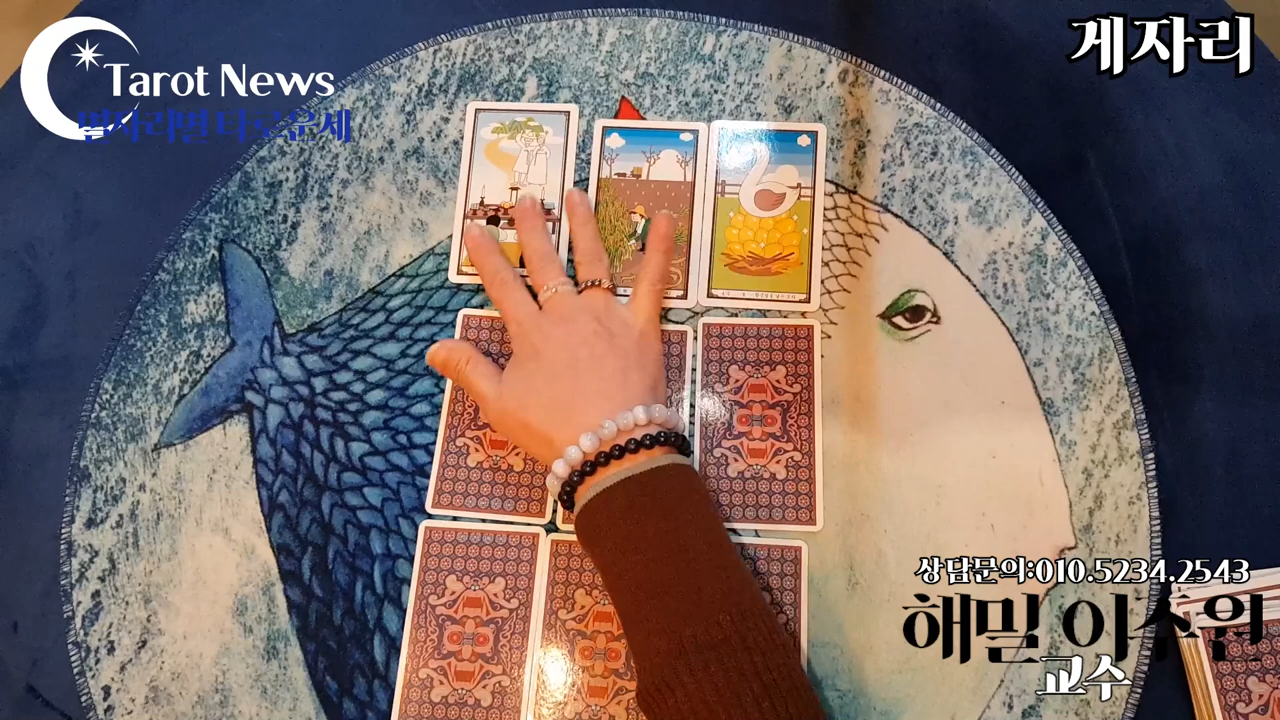 Tarot News
별자리별 타로운세
게자리
상담문의:010.5234.2543
해밀 이주원
교수